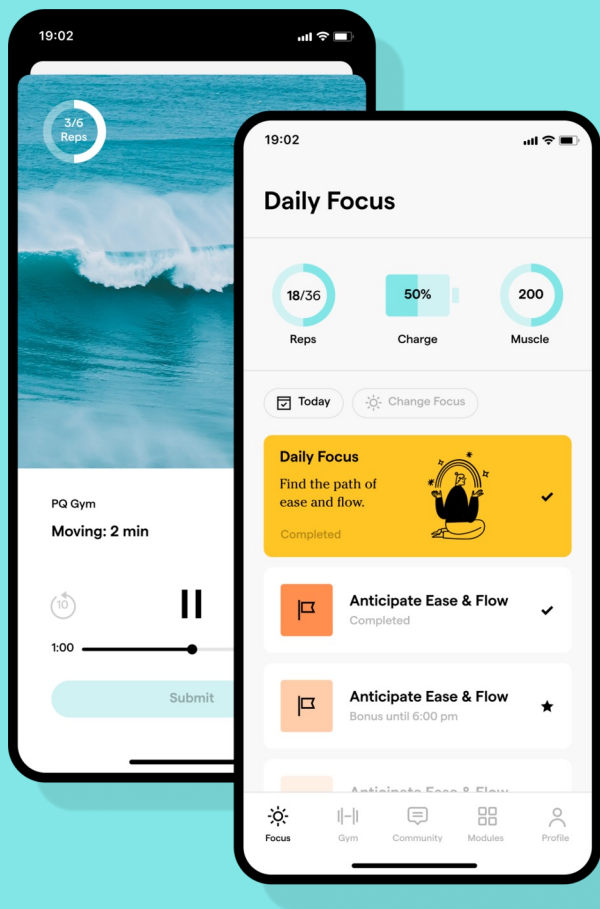 19:02
3/6
Reps
PQ Gym
Moving: 2 min
10
1:00
Submit
19:02
Daily Focus
18/36
50%
200
Reps
Charge
Muscle
Today
Change Focus
Daily Focus
Find the path of
ease and flow.
Completed
Anticipate Ease & Flow
Completed
Anticipate Ease & Flow
Bonus until 6:00 pm
Anticipate Ease & Flow
Focus
Gym
Community
Modules
Profile